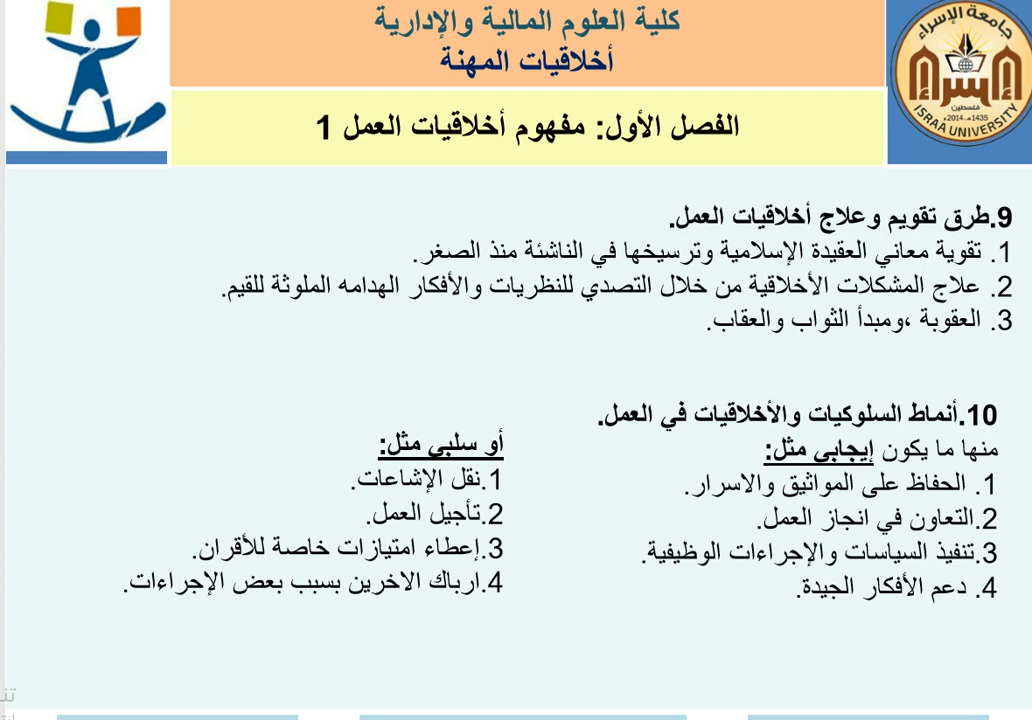 كلية العلوم المالية والإدارية
أخلاقيات المهنة
جامعة الإسراء
إسراء
فلسطين
2014م-1435هـ
ISRAA UNIVERSITY
الفصل الأول: مفهوم أخلاقيات العمل 1
9.طرق تقويم وعلاج أخلاقيات العمل.
1. تقوية معاني العقيدة الإسلامية وترسيخها في الناشئة منذ الصغر.
2. علاج المشكلات الأخلاقية من خلال التصدي للنظريات والأفكار الهدامه الملوثة للقيم.
3. العقوبة ،ومبدأ الثواب والعقاب.
10.أنماط السلوكيات والأخلاقيات في العمل.
منها ما يكون إيجابي مثل:
1. الحفاظ على المواثيق والاسرار.
2.التعاون في انجاز العمل.
3.تنفيذ السياسات والإجراءات الوظيفية.
4. دعم الأفكار الجيدة.
أو سلبي مثل:
1.نقل الإشاعات.
2.تأجيل العمل.
3.إعطاء امتيازات خاصة للأقران.
4.ارباك الاخرين بسبب بعض الإجراءات.